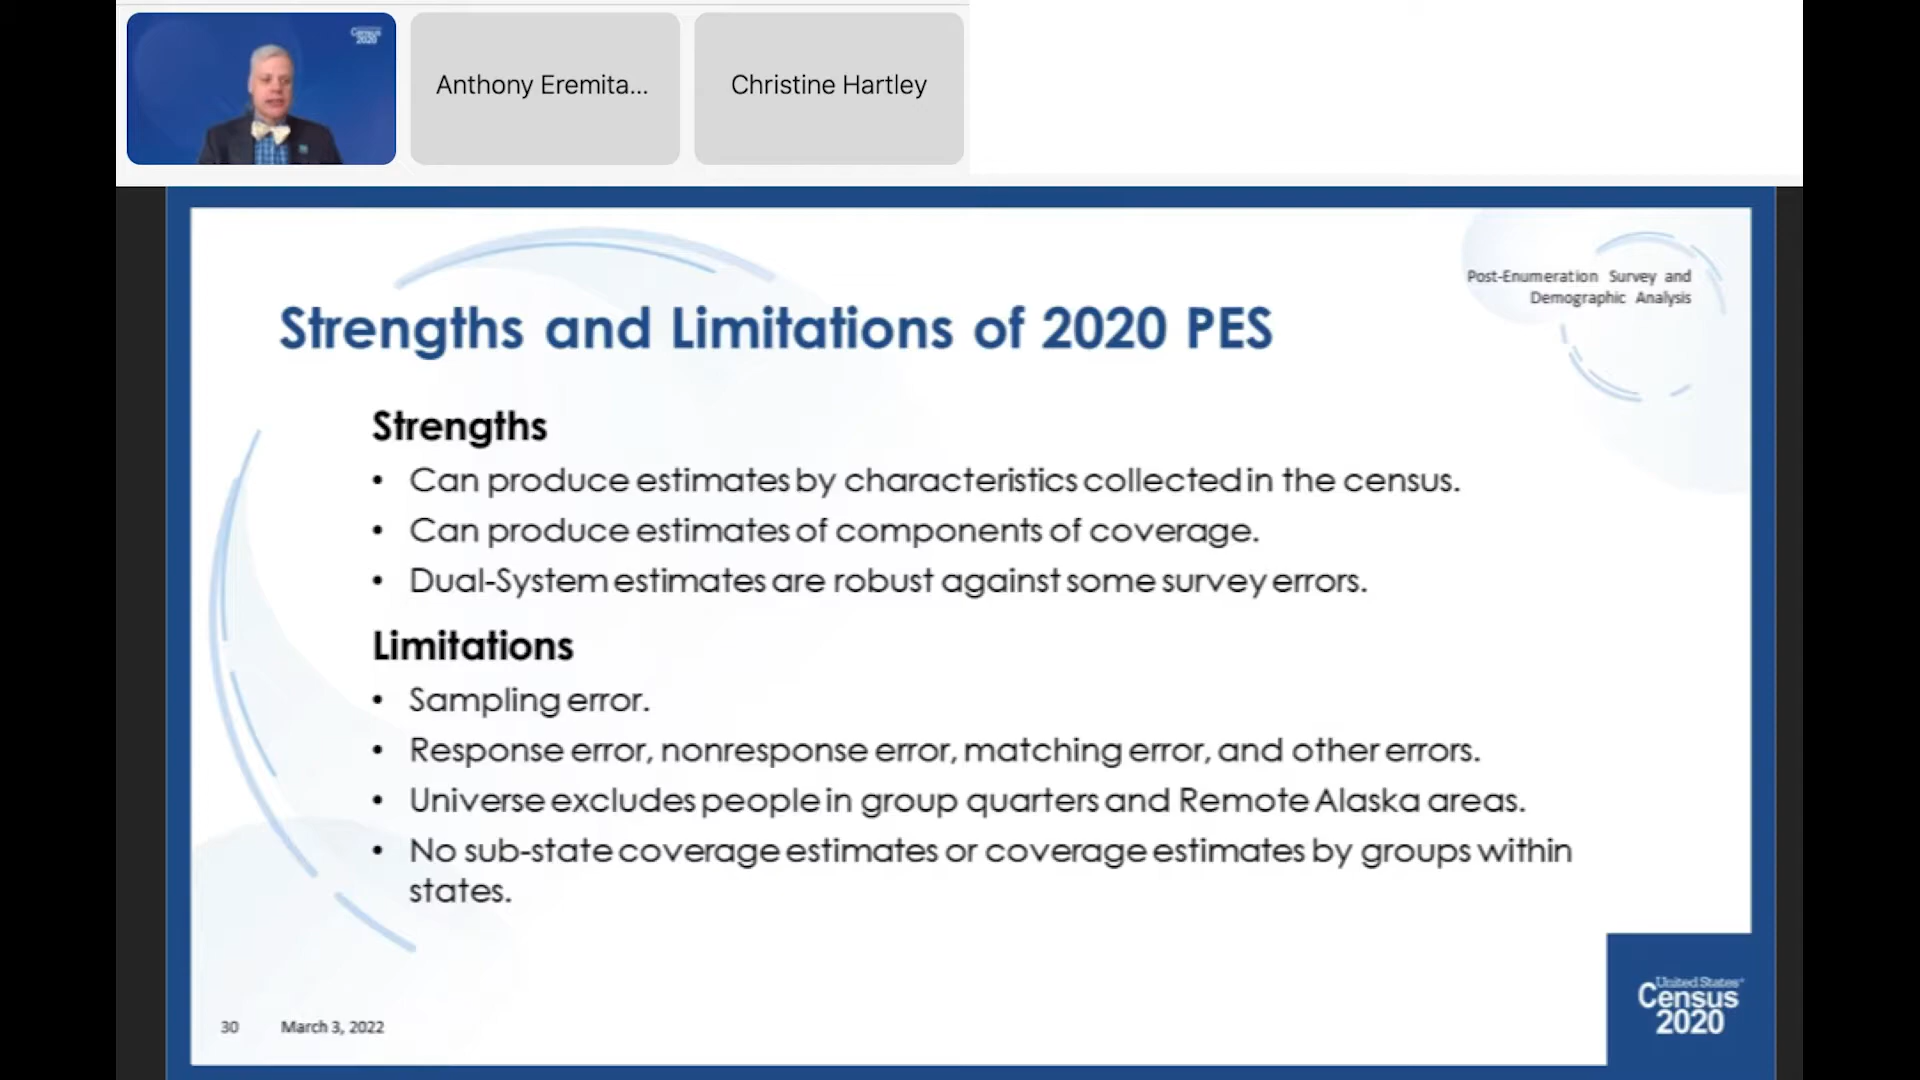 Census
2020
Anthony Eremita...
Christine Hartley
Post-Enumeration Survey and
Demographic Analysis
Strengths and Limitations of 2020 PES
Strengths
• Can produce estimates by characteristics collected in the census.
• Can produce estimates of components of coverage.
• Dual-System estimates are robust against some survey errors.
Limitations
• Sampling error.
• Response error, nonresponse error, matching error, and other errors.
• Universe excludes people in group quarters and Remote Alaska areas.
• No sub-state coverage estimates or coverage estimates by groups within
states.
30 March 3, 2022
United States®
Census
2020